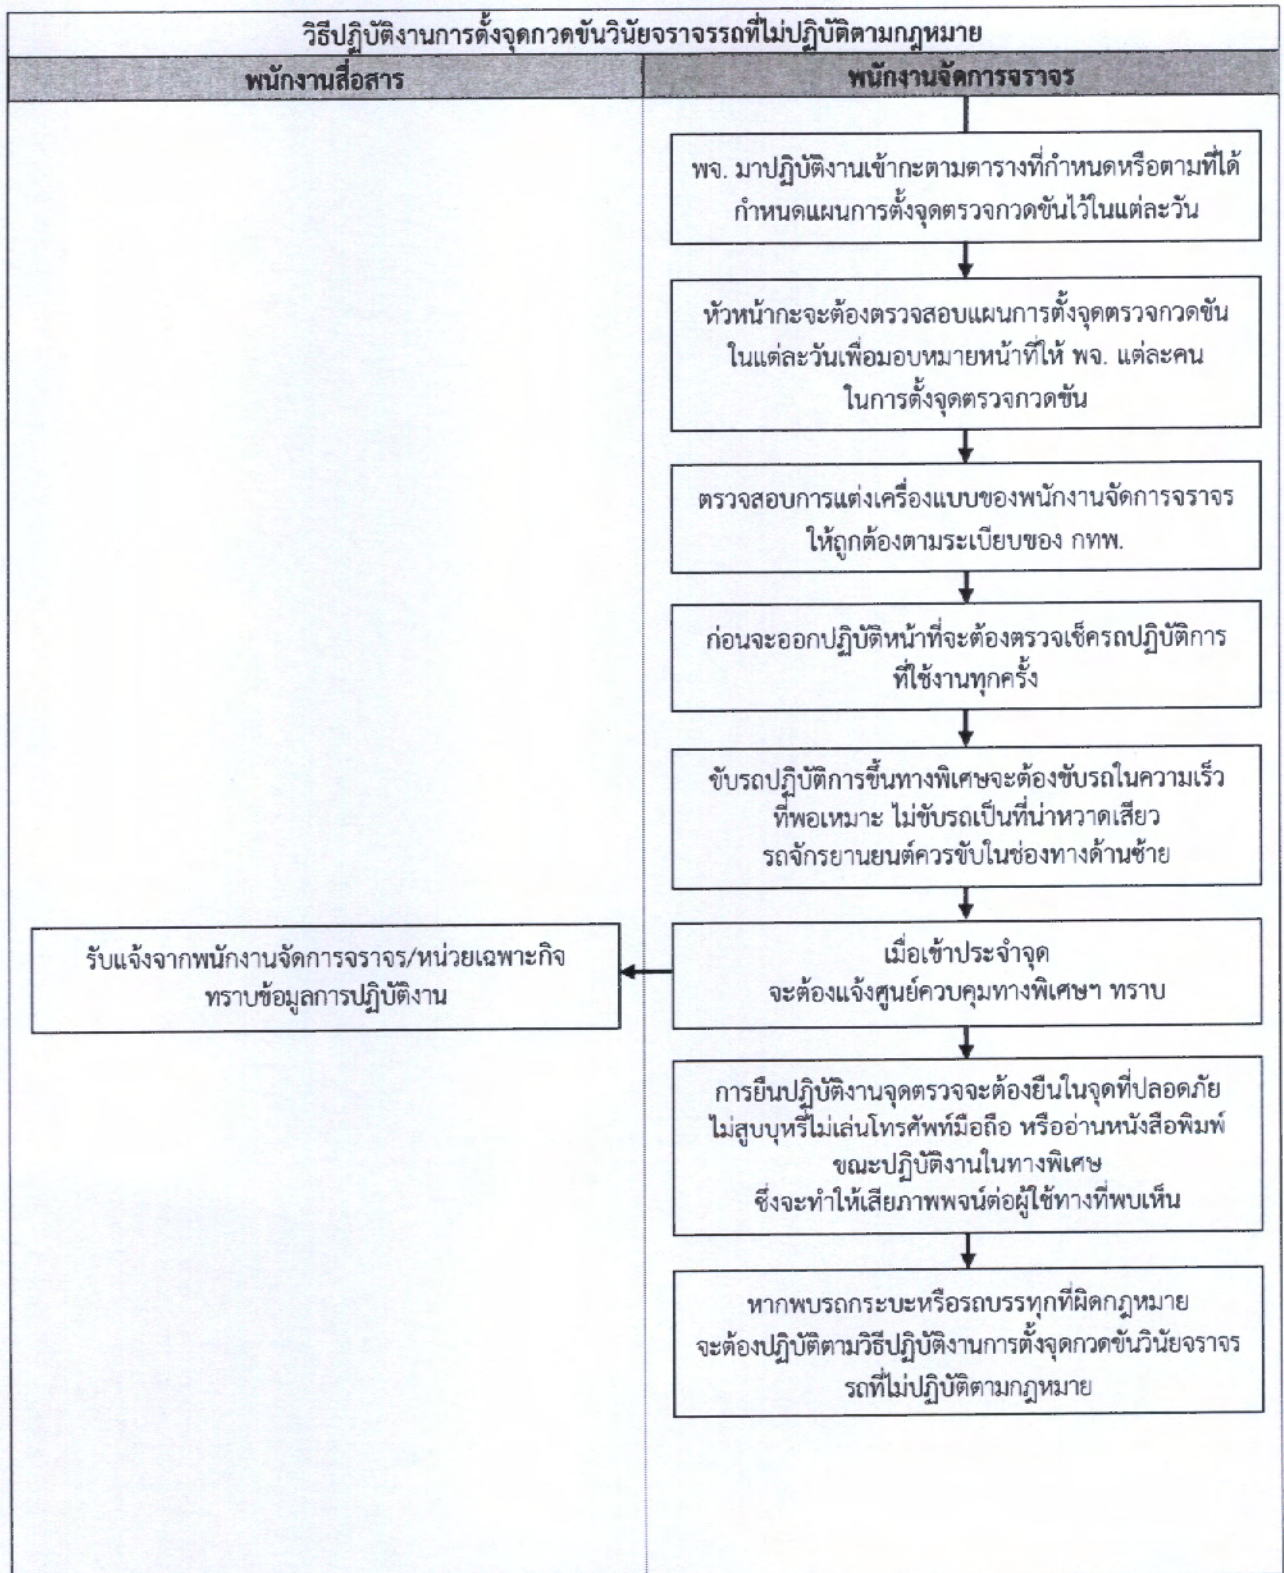 วิธีปฏิบัติงานการตั้งจุดกวดขันวินัยจราจรรถที่ไม่ปฏิบัติตามกฎหมาย
พนักงานสื่อสาร
พนักงานจัดการจราจร
พจ. มาปฏิบัติงานเข้ากะตามตารางที่กำหนดหรือตามที่ได้
กำหนดแผนการตั้งจุดตรวจกวดขันไว้ในแต่ละวัน
หัวหน้ากะจะต้องตรวจสอบแผนการตั้งจุดตรวจกวดขัน
ในแต่ละวันเพื่อมอบหมายหน้าที่ให้ พจ. แต่ละคน
ในการตั้งจุดตรวจกวดขัน
ตรวจสอบการแต่งเครื่องแบบของพนักงานจัดการจราจร
ให้ถูกต้องตามระเบียบของ กทพ.
ก่อนจะออกปฏิบัติหน้าที่จะต้องตรวจเช็ครถปฏิบัติการ
ที่ใช้งานทุกครั้ง
ขับรถปฏิบัติการขึ้นทางพิเศษจะต้องขับรถในความเร็ว
ที่พอเหมาะ ไม่ขับรถเป็นที่น่าหวาดเสียว
รถจักรยานยนต์ควรขับในช่องทางด้านซ้าย
เมื่อเข้าประจำจุด
จะต้องแจ้งศูนย์ควบคุมทางพิเศษฯ ทราบ
รับแจ้งจากพนักงานจัดการจราจร/หน่วยเฉพาะกิจ
ทราบข้อมูลการปฏิบัติงาน
การยืนปฏิบัติงานจุดตรวจจะต้องยืนในจุดที่ปลอดภัย
ไม่สูบบุหรี่ไม่เล่นโทรศัพท์มือถือ หรืออ่านหนังสือพิมพ์
ขณะปฏิบัติงานในทางพิเศษ
ซึ่งจะทำให้เสียภาพพจน์ต่อผู้ใช้ทางที่พบเห็น
หากพบรถกระบะหรือรถบรรทุกที่ผิดกฎหมาย
จะต้องปฏิบัติตามวิธีปฏิบัติงานการตั้งจุดกวดขันวินัยจราจร
รถที่ไม่ปฏิบัติตามกฎหมาย